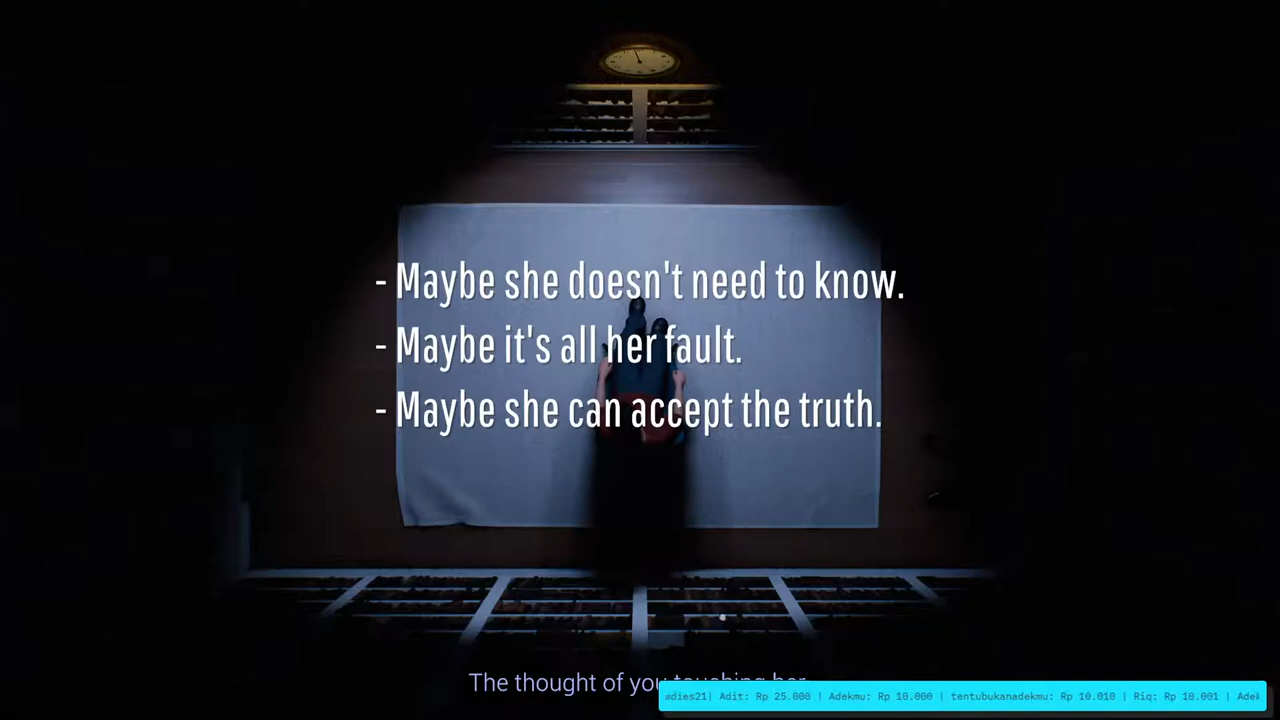 - Maybe she doesn't need to know.
- Maybe it's all her fault.
- Maybe she can accept the truth.
The thought of you touching her
dies21| Adit: Rp 25.000 | Adekmu: Rp 10.000 | tentubukanadekmu: Rp 10.010 | Riq: Rp 10.001 |